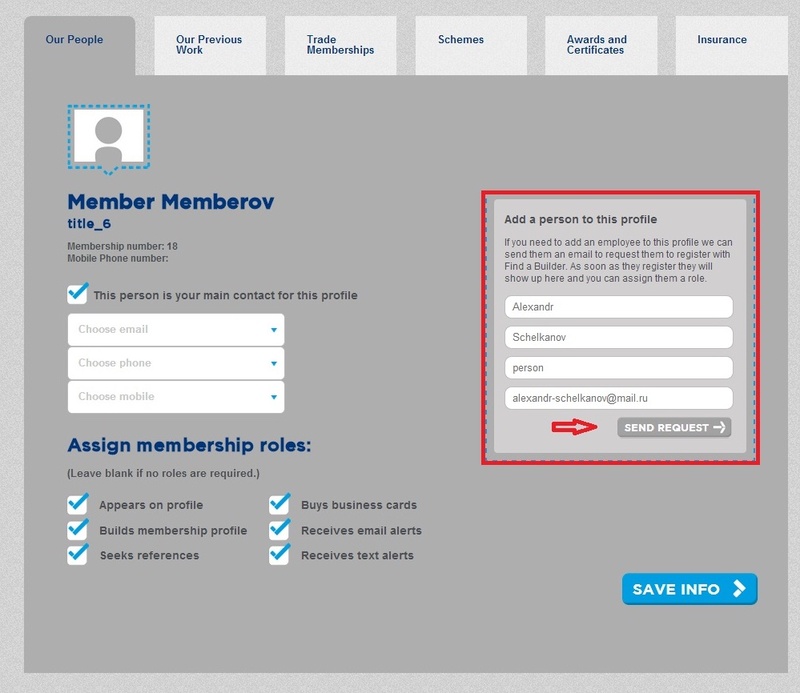 Our People
Our Previous
Work
Trade
Memberships
Schemes
Awards and
Certificates
Insurance
Member Memberov
title_6
Membership number: 18
Mobile Phone number:
This person is your main contact for this profile
Choose email
Choose phone
Choose mobile
Assign membership roles:
(Leave blank if no roles are required.)
Appears on profile
Buys business cards
Builds membership profile
Receives email alerts
Seeks references
Receives text alerts
Add a person to this profile
If you need to add an employee to this profile we can
send them an email to request them to register with
Find a Builder. As soon as they register they will
show up here and you can assign them a role.
Alexandr
Schelkanov
person
alexandr-schelkanov@mail.ru
SEND REQUEST
SAVE INFO